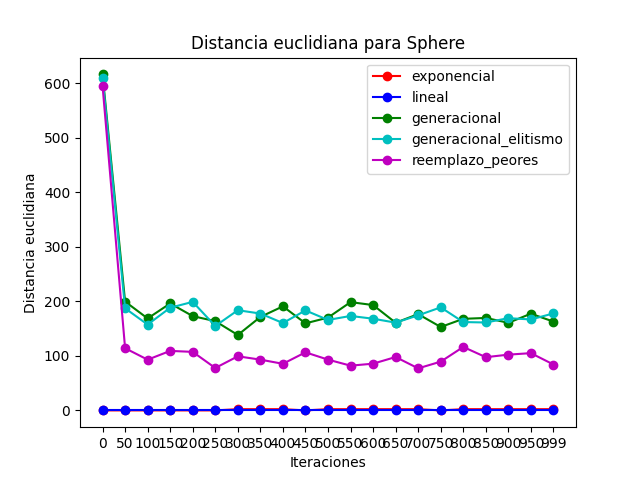 Distancia euclidiana para Sphere
exponencial
lineal
generacional
generacional_elitismo
reemplazo_peores
Distancia euclidiana
600
500
400
300
200
100
0
0 50 100 150 200 250 300 350 400 450 500 550 600 650 700 750 800 850 900 950 999
Iteraciones